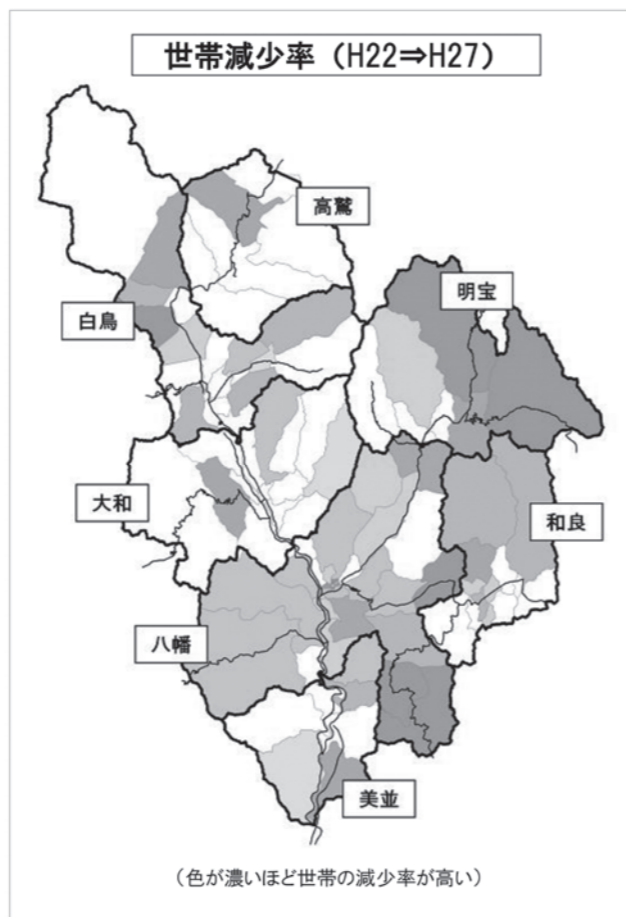 世帯減少率（H22⇒H27）
高鷲
明宝
白鳥
大和
和良
八幡
美並
（色が濃いほど世帯の減少率が高い）